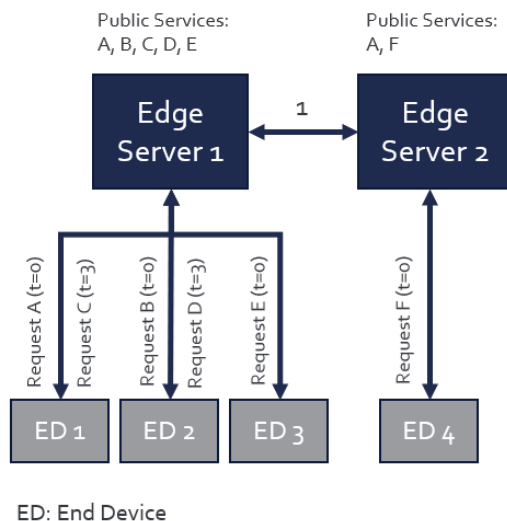 Public Services:
A, B, C, D, E
Public Services:
A, F
Edge
Server 1
1
Edge
Server 2
Request A (t=0)
Request C (t=3)
Request B (t=0)
Request D (t=3)
Request E (t=0)
Request F (t=0)
ED 1
ED 2
ED 3
ED 4
ED: End Device